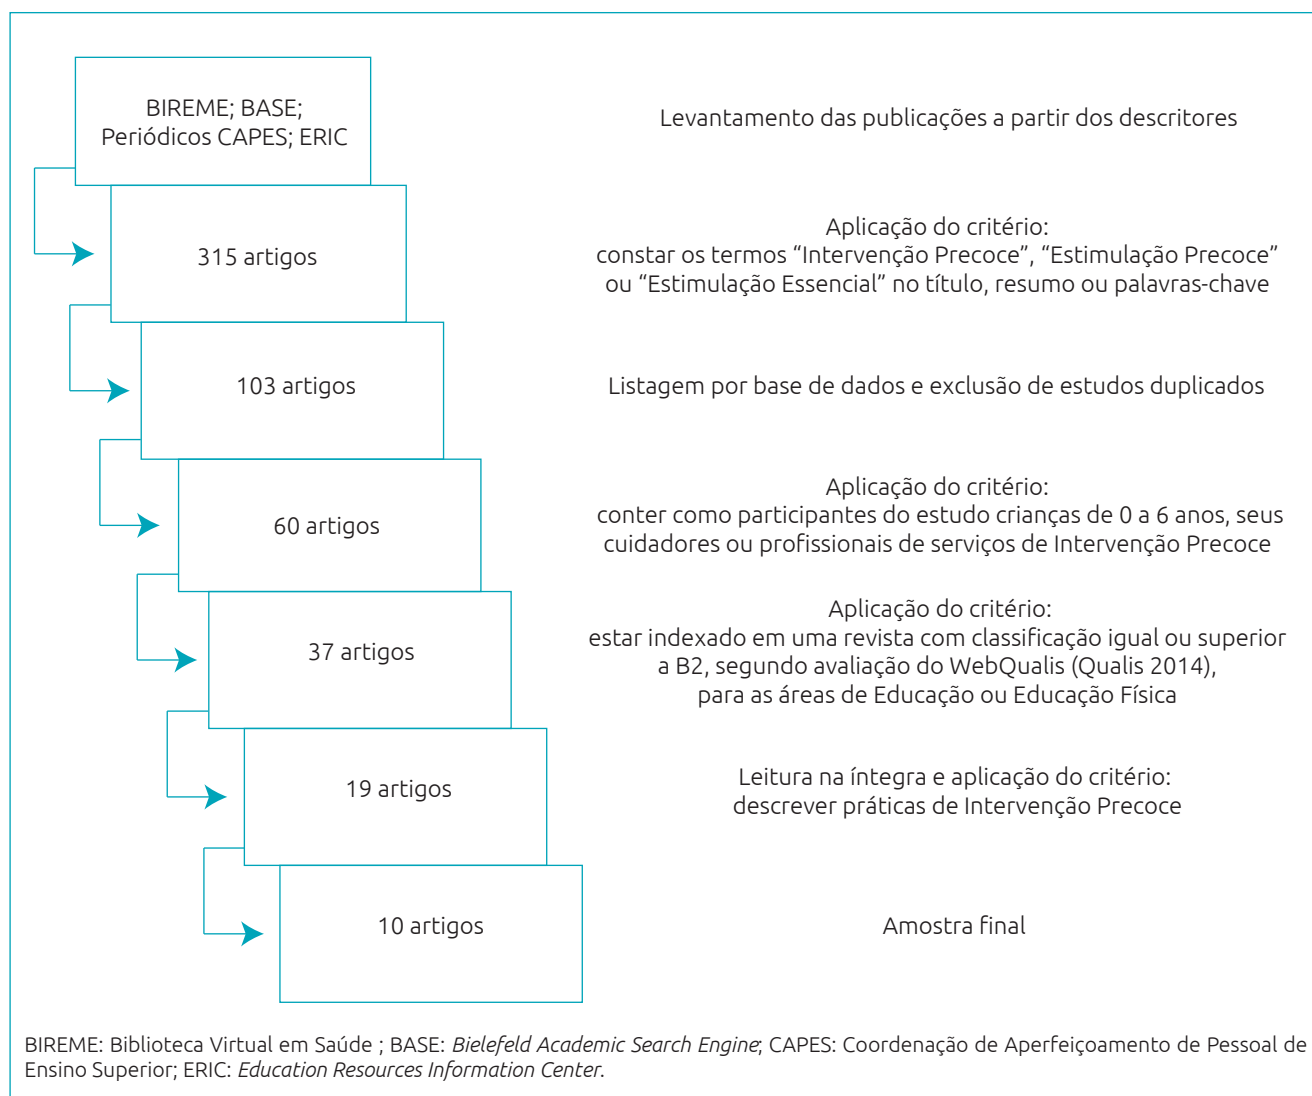 BIREME; BASE;
Periódicos CAPES; ERIC
Levantamento das publicações a partir dos descritores
315 artigos
Aplicação do critério:
constar os termos “Intervenção Precoce”, “Estimulação Precoce”
ou “Estimulação Essencial” no título, resumo ou palavras-chave
103 artigos
Listagem por base de dados e exclusão de estudos duplicados
60 artigos
Aplicação do critério:
conter como participantes do estudo crianças de 0 a 6 anos, seus
cuidadores ou profissionais de serviços de Intervenção Precoce
37 artigos
Aplicação do critério:
estar indexado em uma revista com classificação igual ou superior
a B2, segundo avaliação do WebQualis (Qualis 2014),
para as áreas de Educação ou Educação Física
19 artigos
Leitura na íntegra e aplicação do critério:
descrever práticas de Intervenção Precoce
10 artigos
Amostra final
BIREME: Biblioteca Virtual em Saúde ; BASE: Bielefeld Academic Search Engine; CAPES: Coordenação de Aperfeiçoamento de Pessoal de
Ensino Superior; ERIC: Education Resources Information Center.